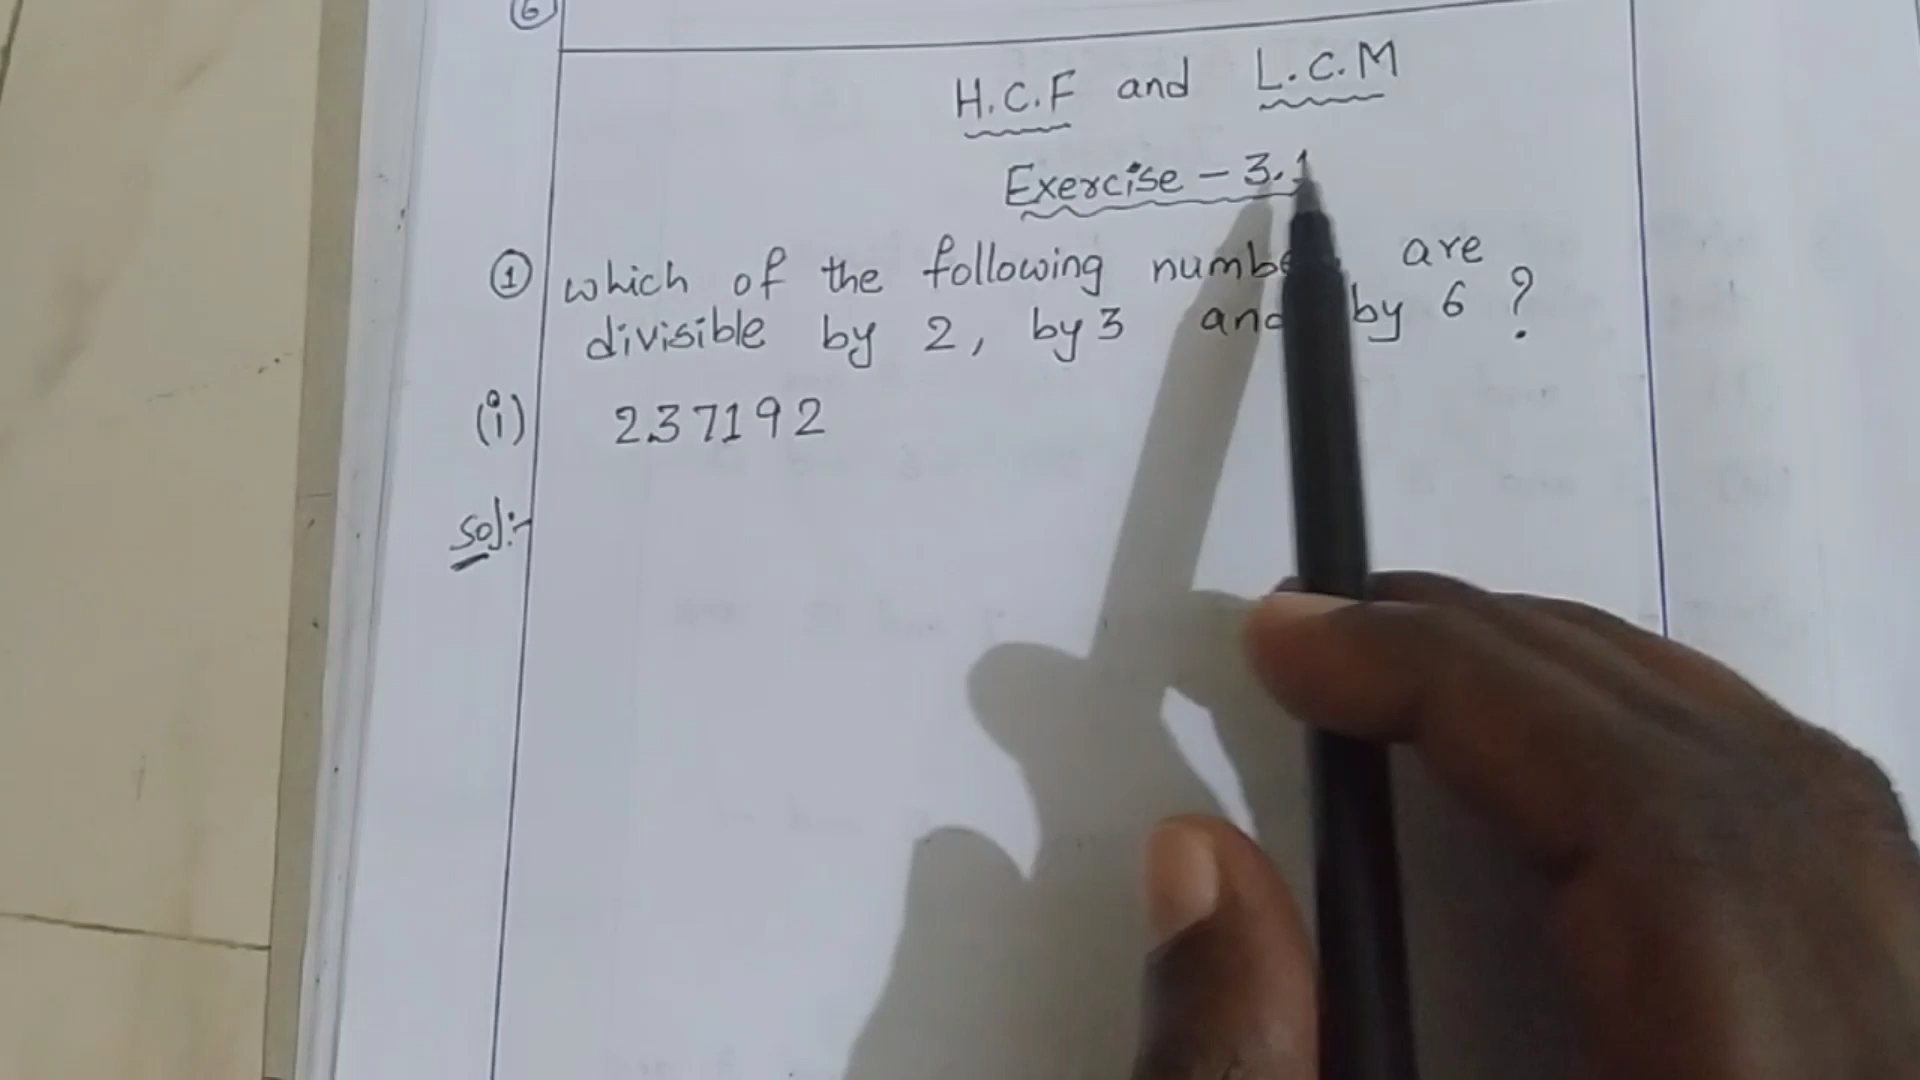 6
H.C.F and L.C.M
Exercise - 3.1
① which of the following are
divisible by 2, by 3 by 6 ?
(i) 237192
Sol:-